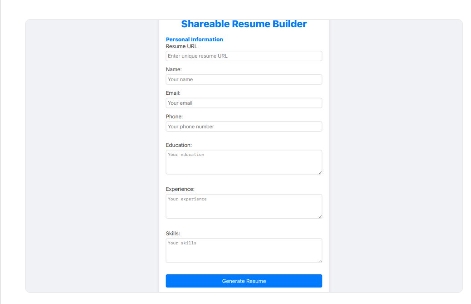 Shareable Resume Builder
Personal Information
Resume URL
Enter unique resume URL
Name:
Your name
Email:
Your email
Phone:
Your phone number
Education:
Your education
Experience:
Your experience
Skills:
Your skills
Generate Resume